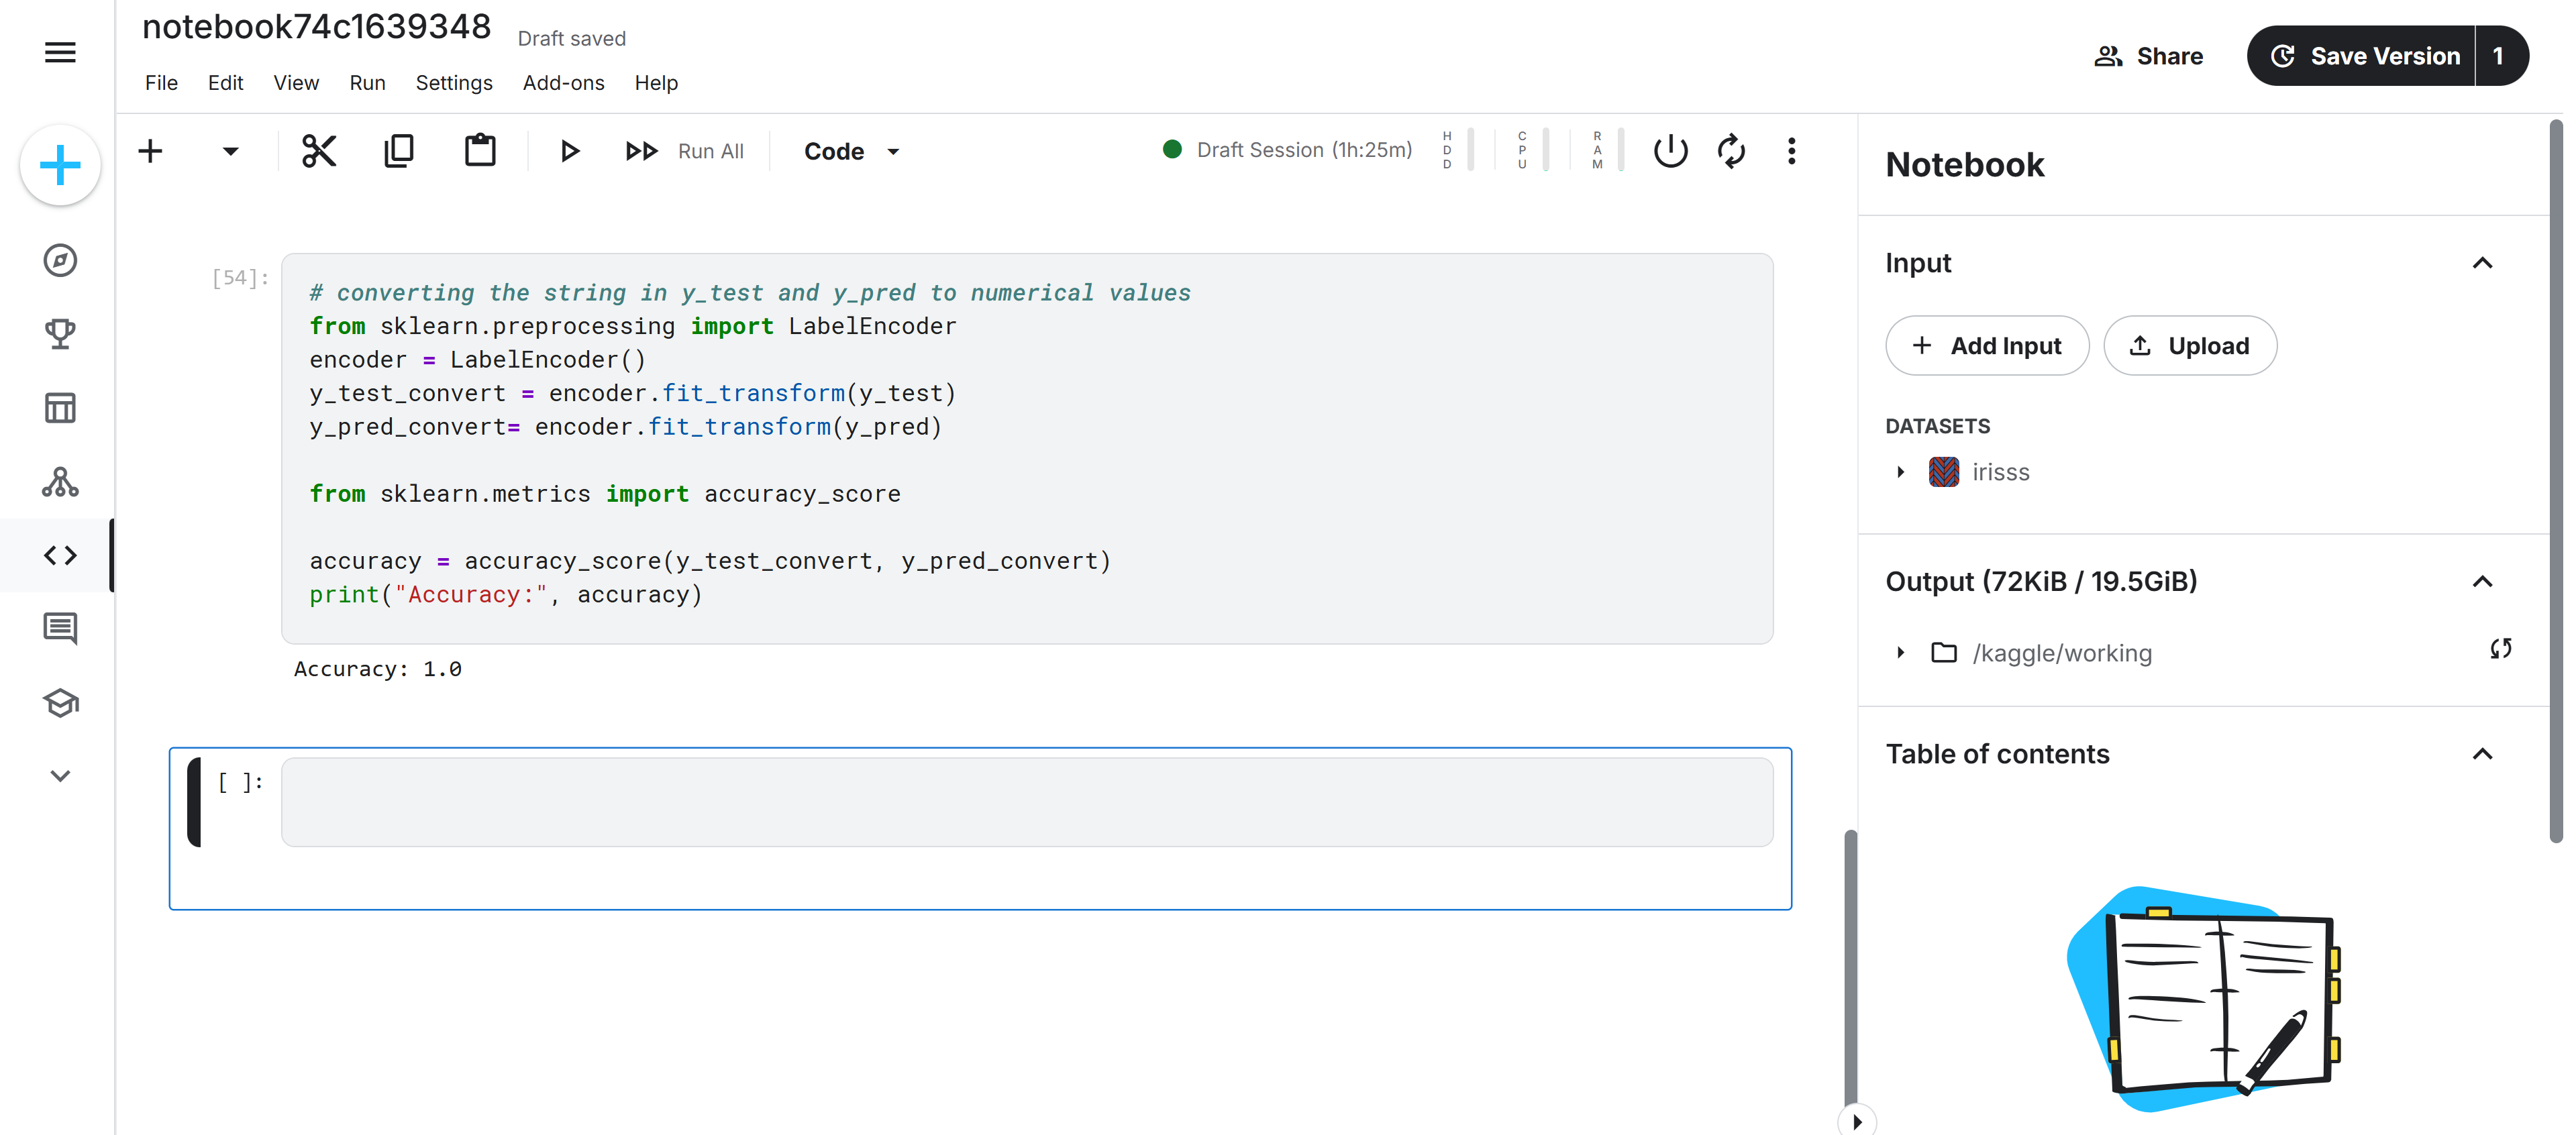 notebook74c1639348 Draft saved
File Edit View Run Settings Add-ons Help
Share
Save Version 1
Run All Code Draft Session (1h:25m) HDD CPU RAM
[54]:
# converting the string in y_test and y_pred to numerical values
from sklearn.preprocessing import LabelEncoder
encoder = LabelEncoder()
y_test_convert = encoder.fit_transform(y_test)
y_pred_convert= encoder.fit_transform(y_pred)
from sklearn.metrics import accuracy_score
accuracy = accuracy_score(y_test_convert, y_pred_convert)
print("Accuracy:", accuracy)
Accuracy: 1.0
[ ]:
Notebook
Input
Add Input Upload
DATASETS
irisss
Output (72KiB / 19.5GiB)
/kaggle/working
Table of contents